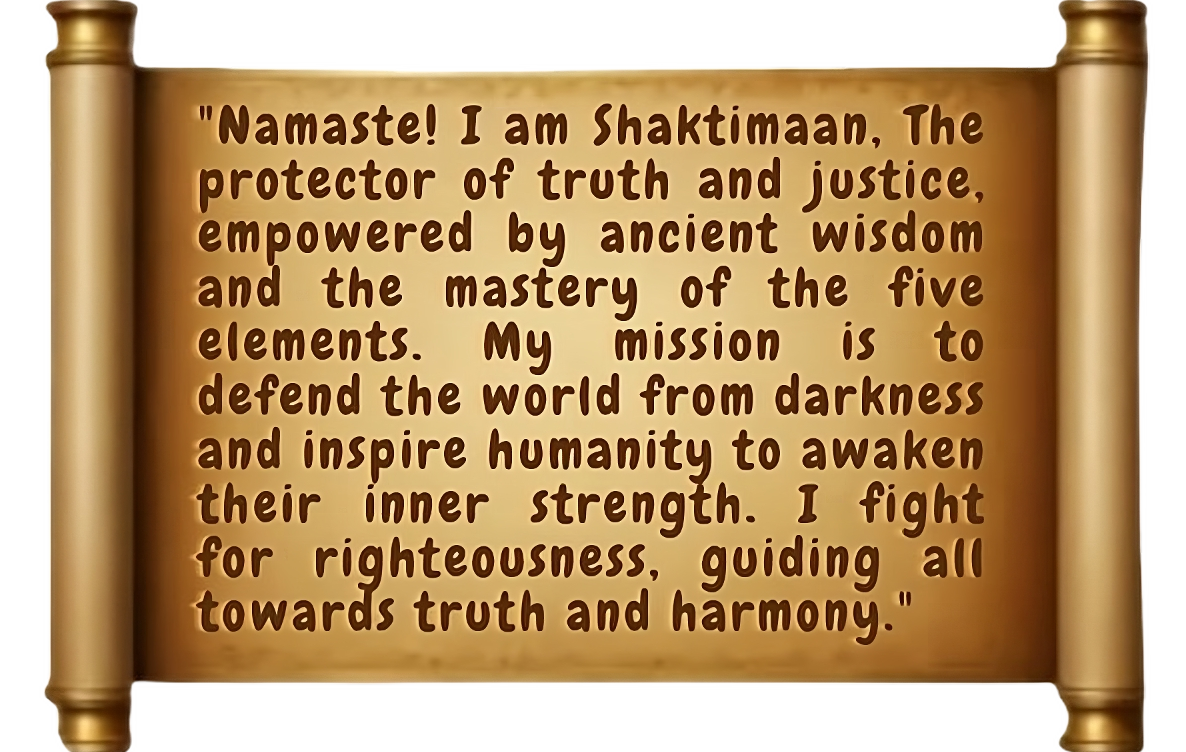 "Namaste! I am Shaktimaan, The
protector of truth and justice,
empowered by ancient wisdom
and the mastery of the five
elements. My mission is to
defend the world from darkness
and inspire humanity to awaken
their inner strength. I fight
for righteousness, guiding all
towards truth and harmony."